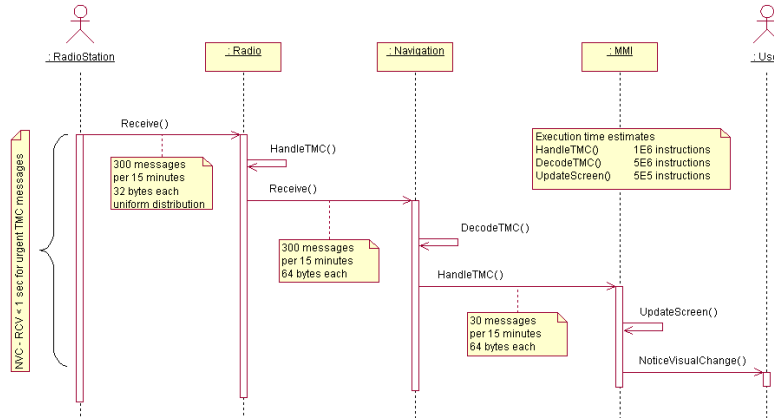 : RadioStation
: Radio
: Navigation
: MMI
: Use
Receive()
HandleTMC()
300 messages
per 15 minutes
32 bytes each
uniform distribution
Execution time estimates
HandleTMC() 1E6 instructions
DecodeTMC() 5E6 instructions
UpdateScreen() 5E5 instructions
NVC - RCV < 1 sec for urgent TMC messages
Receive()
DecodeTMC()
300 messages
per 15 minutes
64 bytes each
HandleTMC()
UpdateScreen()
30 messages
per 15 minutes
64 bytes each
NoticeVisualChange()